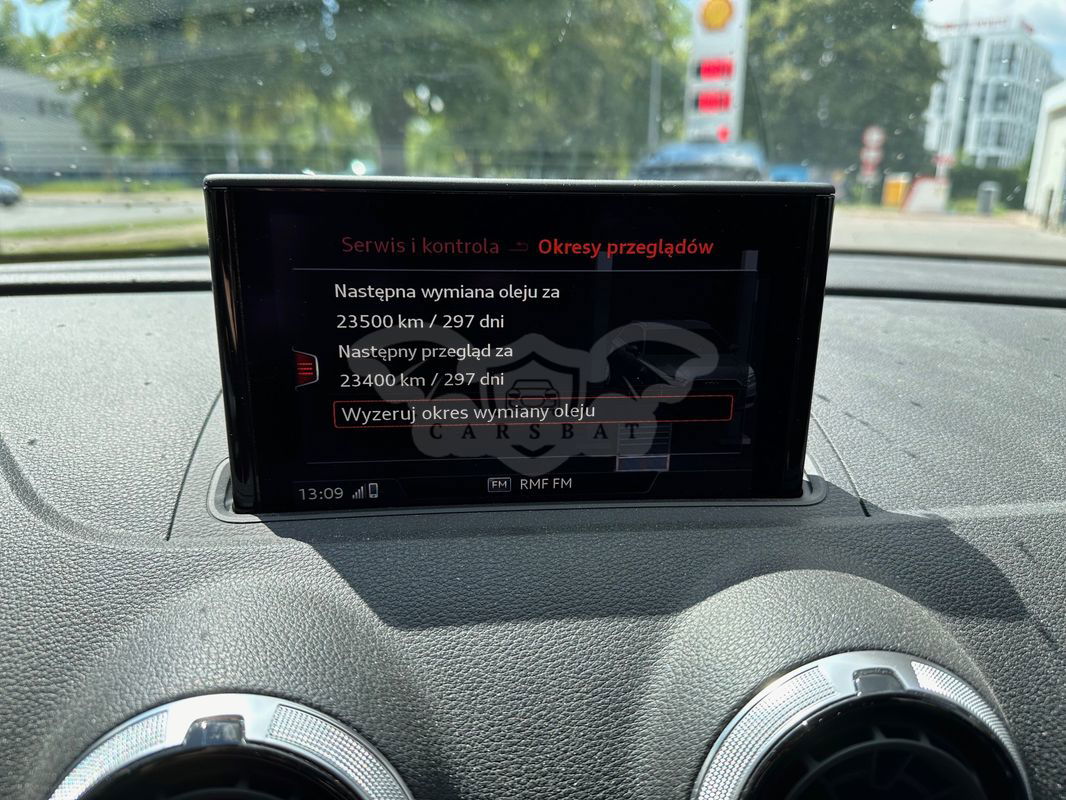 Serwis i kontrola Okresy przeglądów
Następna wymiana oleju za
23500 km / 297 dni
Następny przegląd za
23400 km / 297 dni
Wyzeruj okres wymiany oleju
CARSBAT
13:09 FM RMF FM